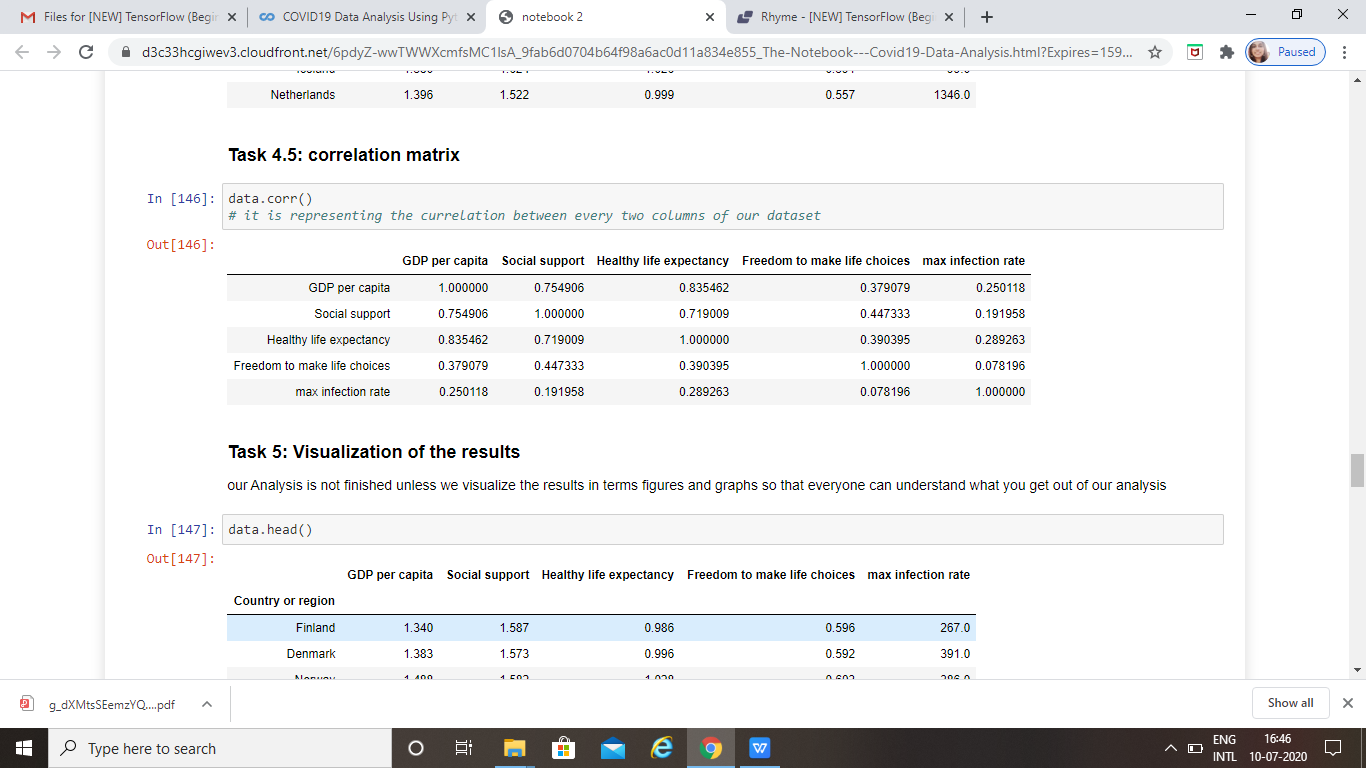 Files for [NEW] TensorFlow (Begin
COVID19 Data Analysis Using Pyt
notebook 2
Rhyme - [NEW] TensorFlow (Begi
d3c33hcgiwev3.cloudfront.net/6pdyZ-wwTWWXcmfsMC1lsA_9fab6d0704b64f98a6ac0d11a834e855_The-Notebook---Covid19-Data-Analysis.html?Expires=159...
Paused
Netherlands 1.396 1.522 0.999 0.557 1346.0
Task 4.5: correlation matrix
In [146]: data.corr()
# it is representing the currelation between every two columns of our dataset
Out[146]:
GDP per capita Social support Healthy life expectancy Freedom to make life choices max infection rate
GDP per capita 1.000000 0.754906 0.835462 0.379079 0.250118
Social support 0.754906 1.000000 0.719009 0.447333 0.191958
Healthy life expectancy 0.835462 0.719009 1.000000 0.390395 0.289263
Freedom to make life choices 0.379079 0.447333 0.390395 1.000000 0.078196
max infection rate 0.250118 0.191958 0.289263 0.078196 1.000000
Task 5: Visualization of the results
our Analysis is not finished unless we visualize the results in terms figures and graphs so that everyone can understand what you get out of our analysis
In [147]: data.head()
Out[147]:
GDP per capita Social support Healthy life expectancy Freedom to make life choices max infection rate
Country or region
Finland 1.340 1.587 0.986 0.596 267.0
Denmark 1.383 1.573 0.996 0.592 391.0
g_dXMtsSEemzYQ....pdf
Show all
Type here to search
ENG
INTL
16:46
10-07-2020